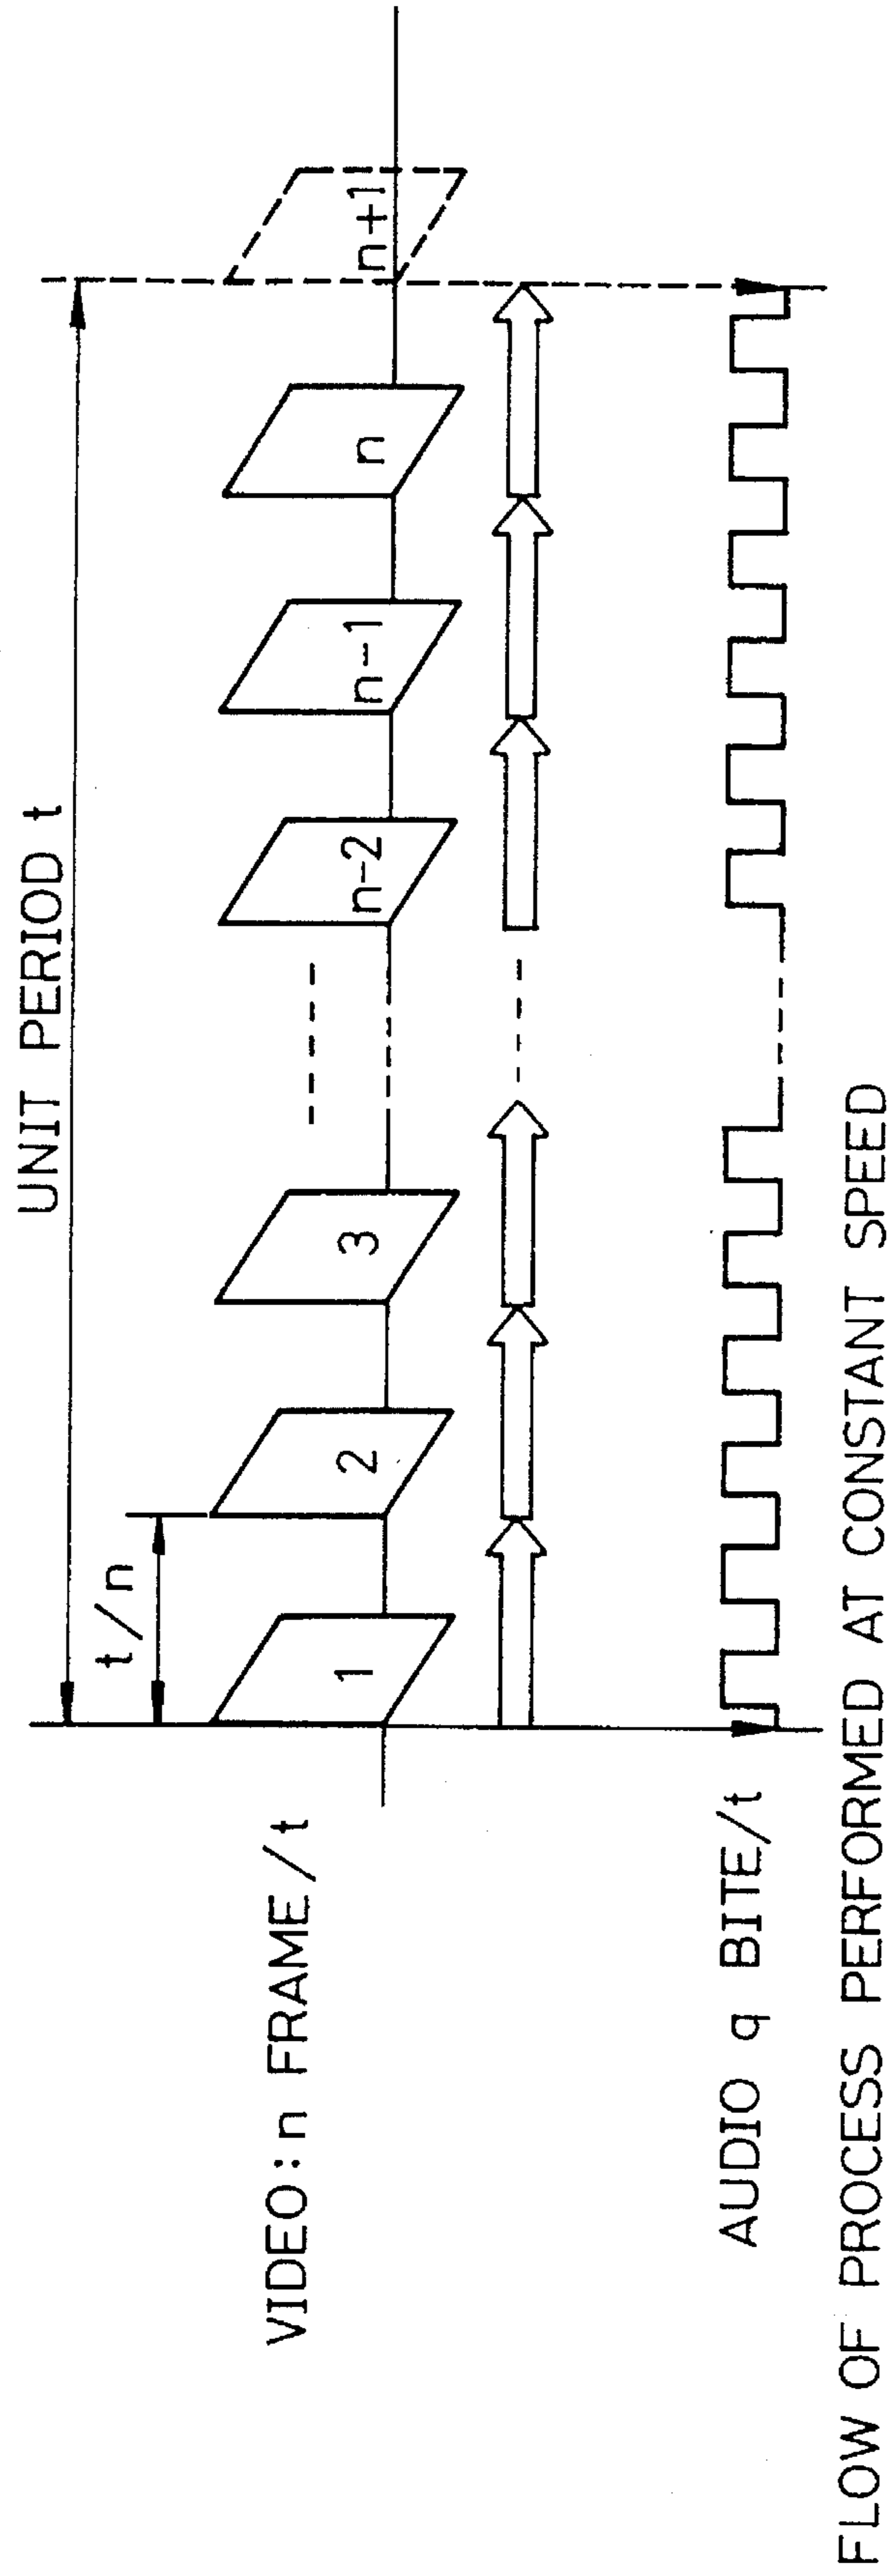 UNIT PERIOD t
t/n
VIDEO: n FRAME/t
1
2
3
n-2
n-1
n
n+1
AUDIO q BITE/t
FLOW OF PROCESS PERFORMED AT CONSTANT SPEED